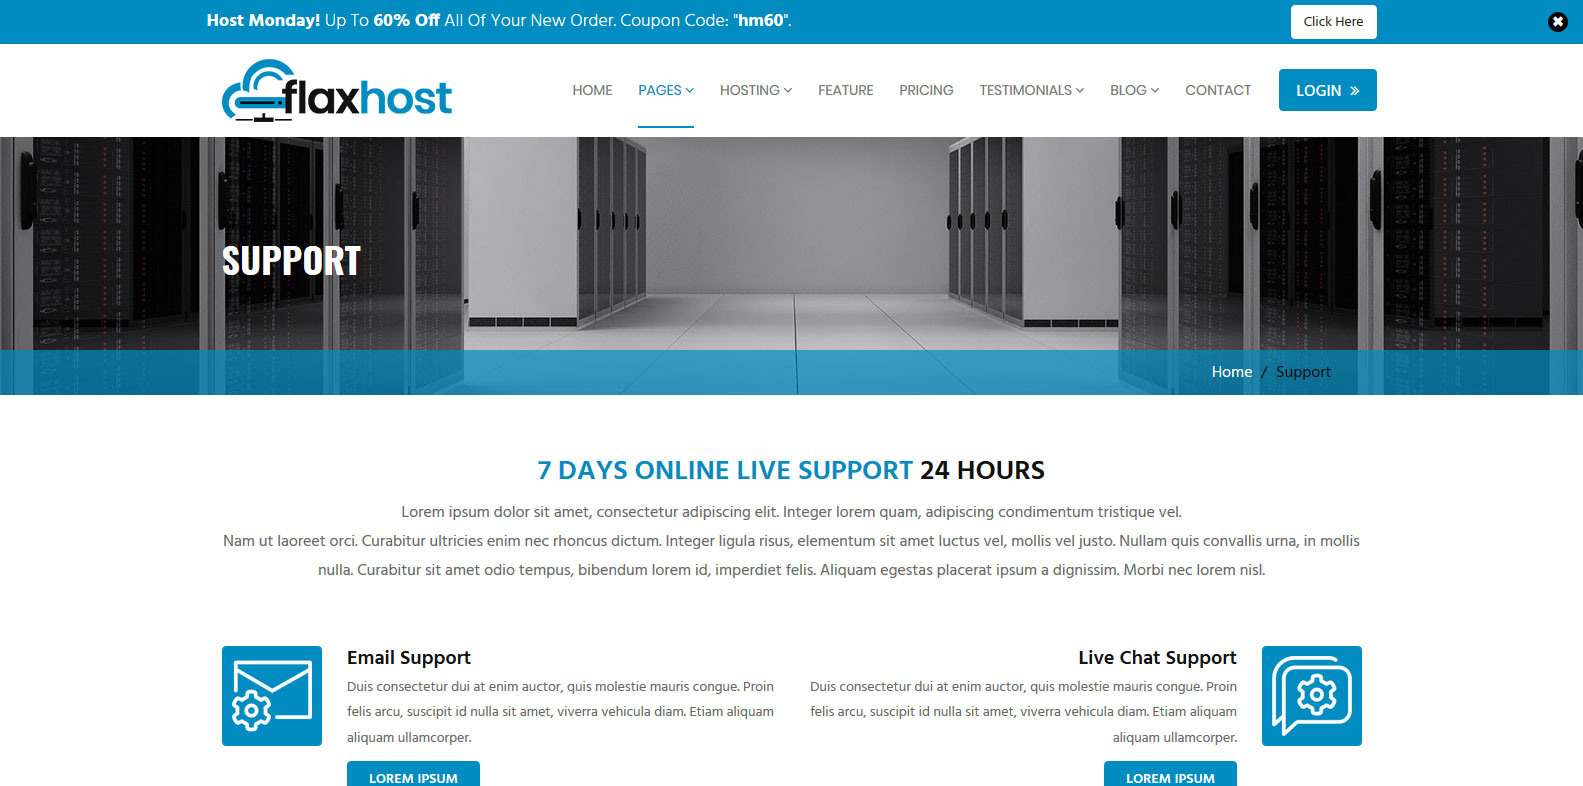 Host Monday! Up To 60% Off All Of Your New Order. Coupon Code: "hm60".
Click Here
flaxhost
HOME
PAGES
HOSTING
FEATURE
PRICING
TESTIMONIALS
BLOG
CONTACT
LOGIN »
SUPPORT
Home / Support
7 DAYS ONLINE LIVE SUPPORT 24 HOURS
Lorem ipsum dolor sit amet, consectetur adipiscing elit. Integer lorem quam, adipiscing condimentum tristique vel.
Nam ut laoreet orci. Curabitur ultricies enim nec rhoncus dictum. Integer ligula risus, elementum sit amet luctus vel, mollis vel justo. Nullam quis convallis urna, in mollis
nulla. Curabitur sit amet odio tempus, bibendum lorem id, imperdiet felis. Aliquam egestas placerat ipsum a dignissim. Morbi nec lorem nisl.
Email Support
Duis consectetur dui at enim auctor, quis molestie mauris congue. Proin
felis arcu, suscipit id nulla sit amet, viverra vehicula diam. Etiam aliquam
aliquam ullamcorper.
LOREM IPSUM
Live Chat Support
Duis consectetur dui at enim auctor, quis molestie mauris congue. Proin
felis arcu, suscipit id nulla sit amet, viverra vehicula diam. Etiam aliquam
aliquam ullamcorper.
LOREM IPSUM